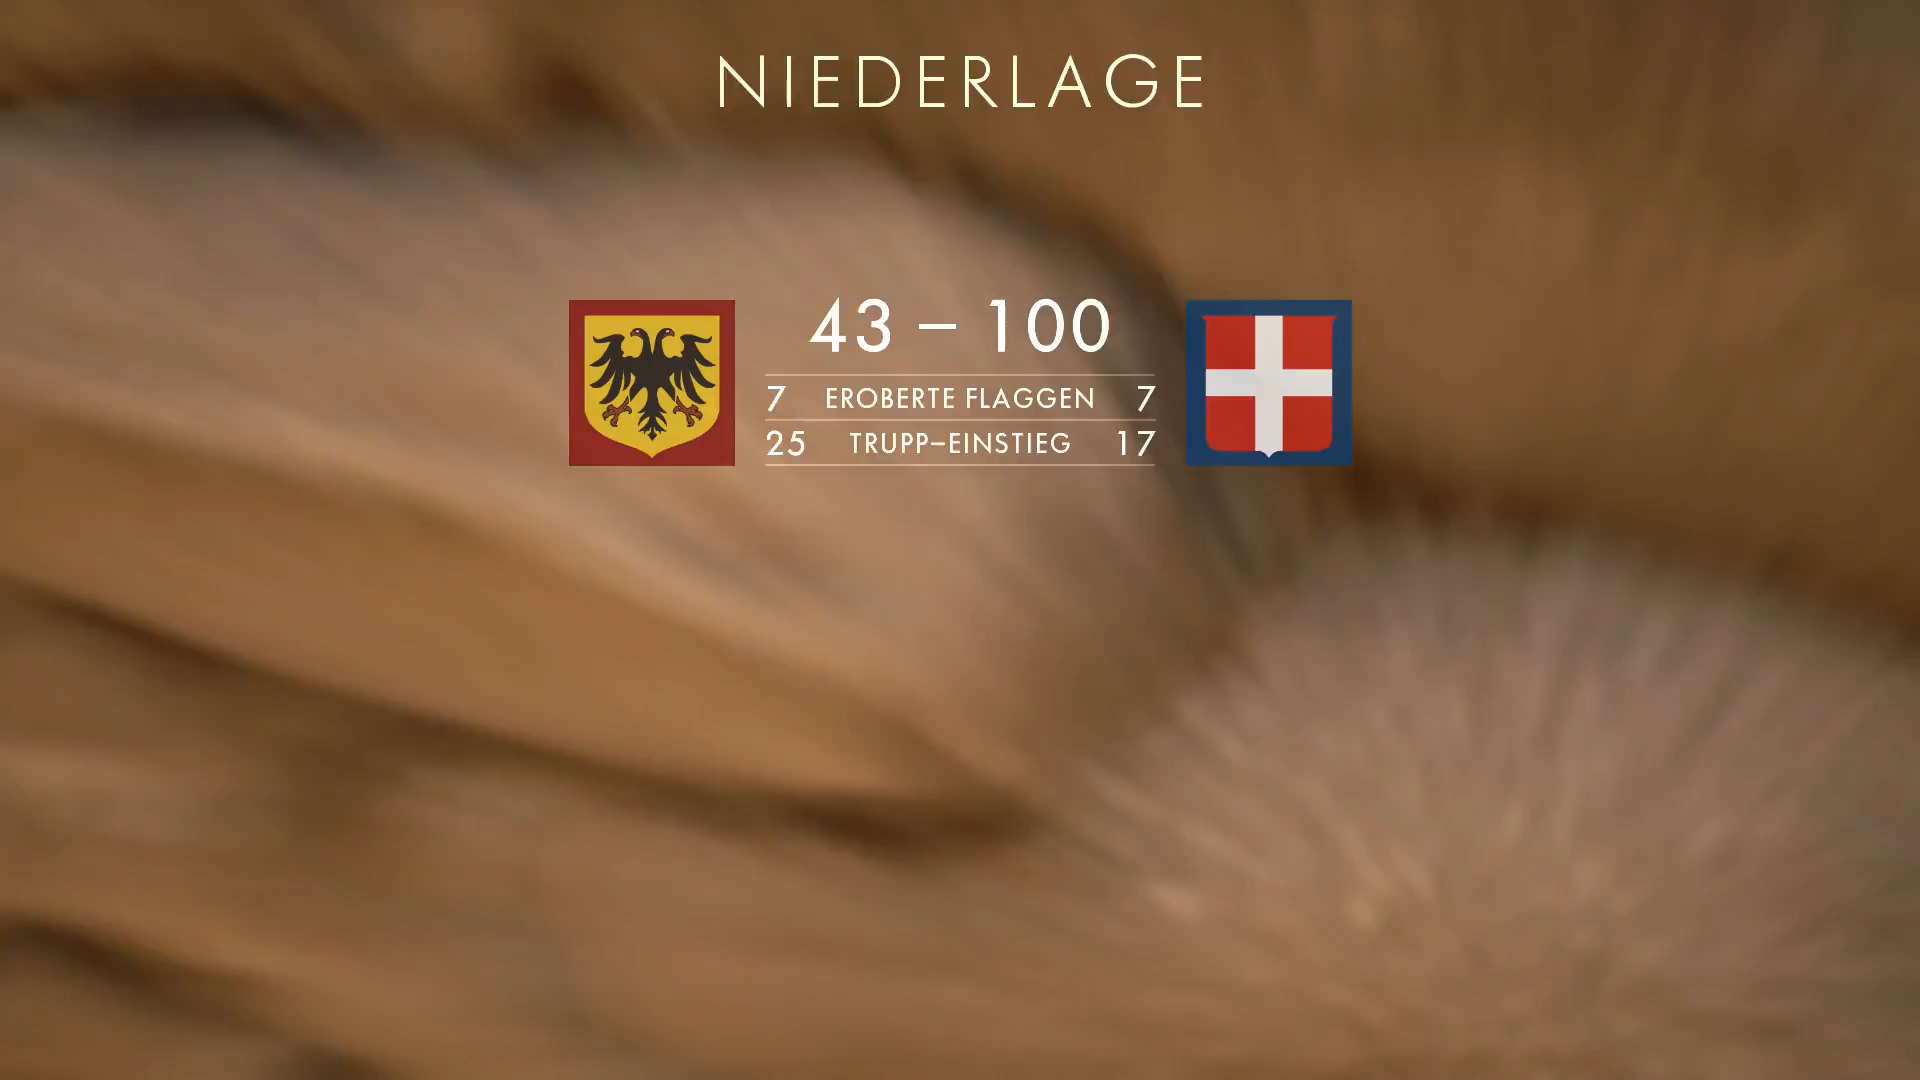 NIEDERLAGE
43 – 100
7 EROBERTE FLAGGEN 7
25 TRUPP–EINSTIEG 17